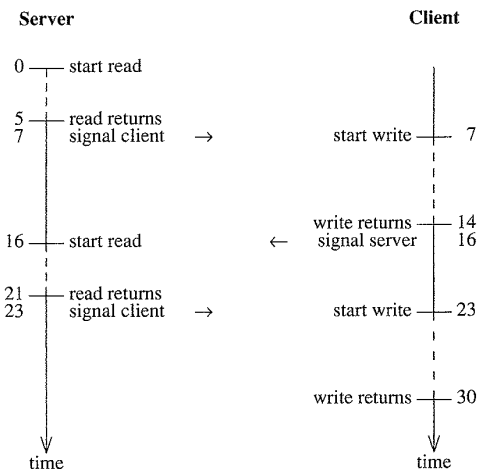 Server Client
0 start read
5 read returns
7 signal client → start write 7
write returns 14
16 start read ← signal server 16
21 read returns
23 signal client → start write 23
write returns 30
time time